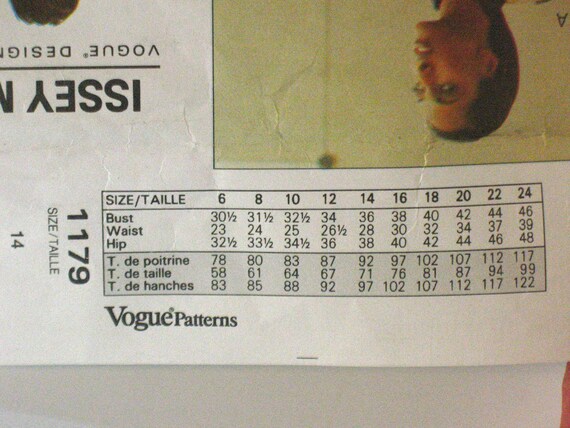 VOGUE® DESIGN
ISSEY M
A
SIZE/TAILLE 6 8 10 12 14 16 18 20 22 24
Bust 30½ 31½ 32½ 34 36 38 40 42 44 46
Waist 23 24 25 26½ 28 30 32 34 37 39
Hip 32½ 33½ 34½ 36 38 40 42 44 46 48
T. de poitrine 78 80 83 87 92 97 102 107 112 117
T. de taille 58 61 64 67 71 76 81 87 94 99
T. de hanches 83 85 88 92 97 102 107 112 117 122
Vogue® Patterns
1179
SIZE/TAILLE
14